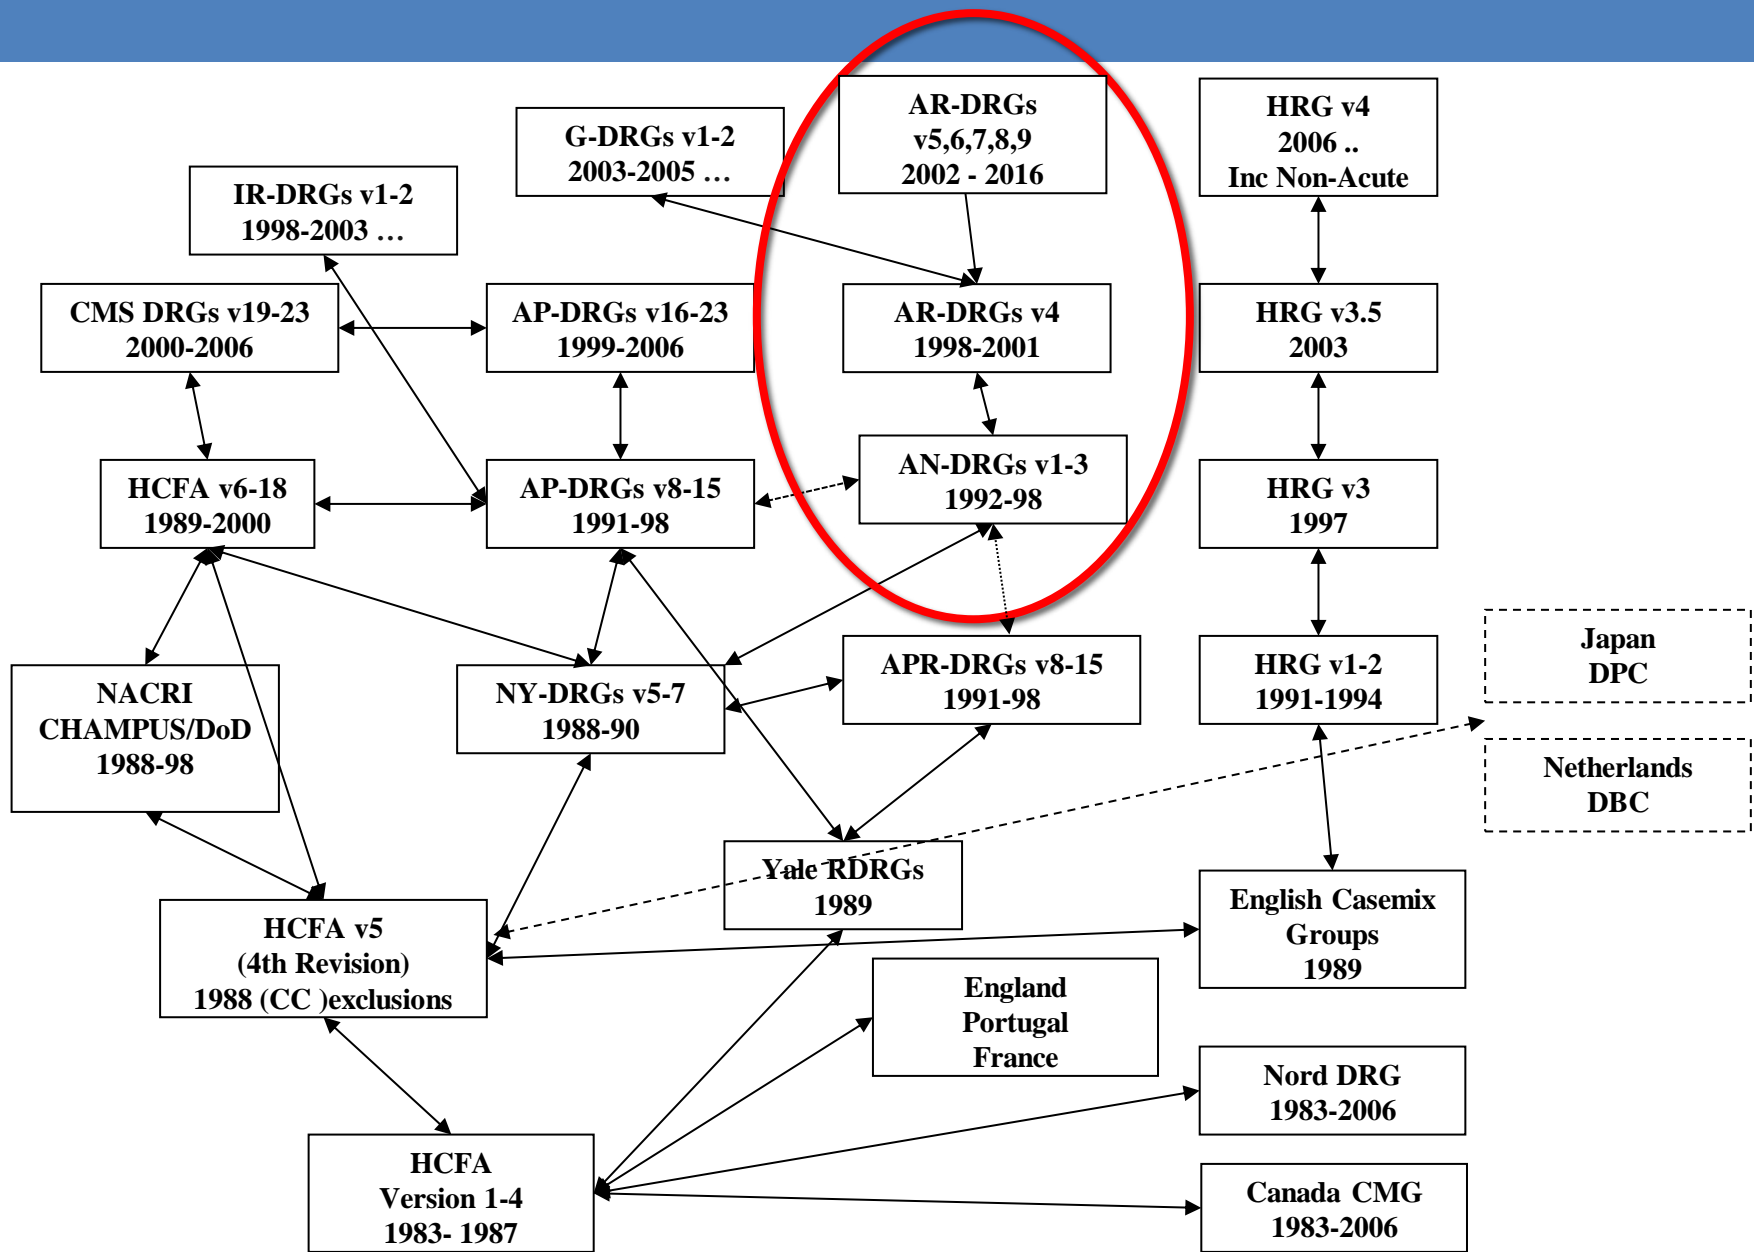 AR-DRGs
v5,6,7,8,9
2002 - 2016
HRG v4
2006 ..
Inc Non-Acute
G-DRGs v1-2
2003-2005 …
IR-DRGs v1-2
1998-2003 …
CMS DRGs v19-23
2000-2006
AP-DRGs v16-23
1999-2006
AR-DRGs v4
1998-2001
HRG v3.5
2003
HCFA v6-18
1989-2000
AP-DRGs v8-15
1991-98
AN-DRGs v1-3
1992-98
HRG v3
1997
NACRI
CHAMPUS/DoD
1988-98
NY-DRGs v5-7
1988-90
APR-DRGs v8-15
1991-98
HRG v1-2
1991-1994
Japan
DPC
Netherlands
DBC
Yale RDRGs
1989
HCFA v5
(4th Revision)
1988 (CC )exclusions
English Casemix
Groups
1989
England
Portugal
France
Nord DRG
1983-2006
HCFA
Version 1-4
1983- 1987
Canada CMG
1983-2006